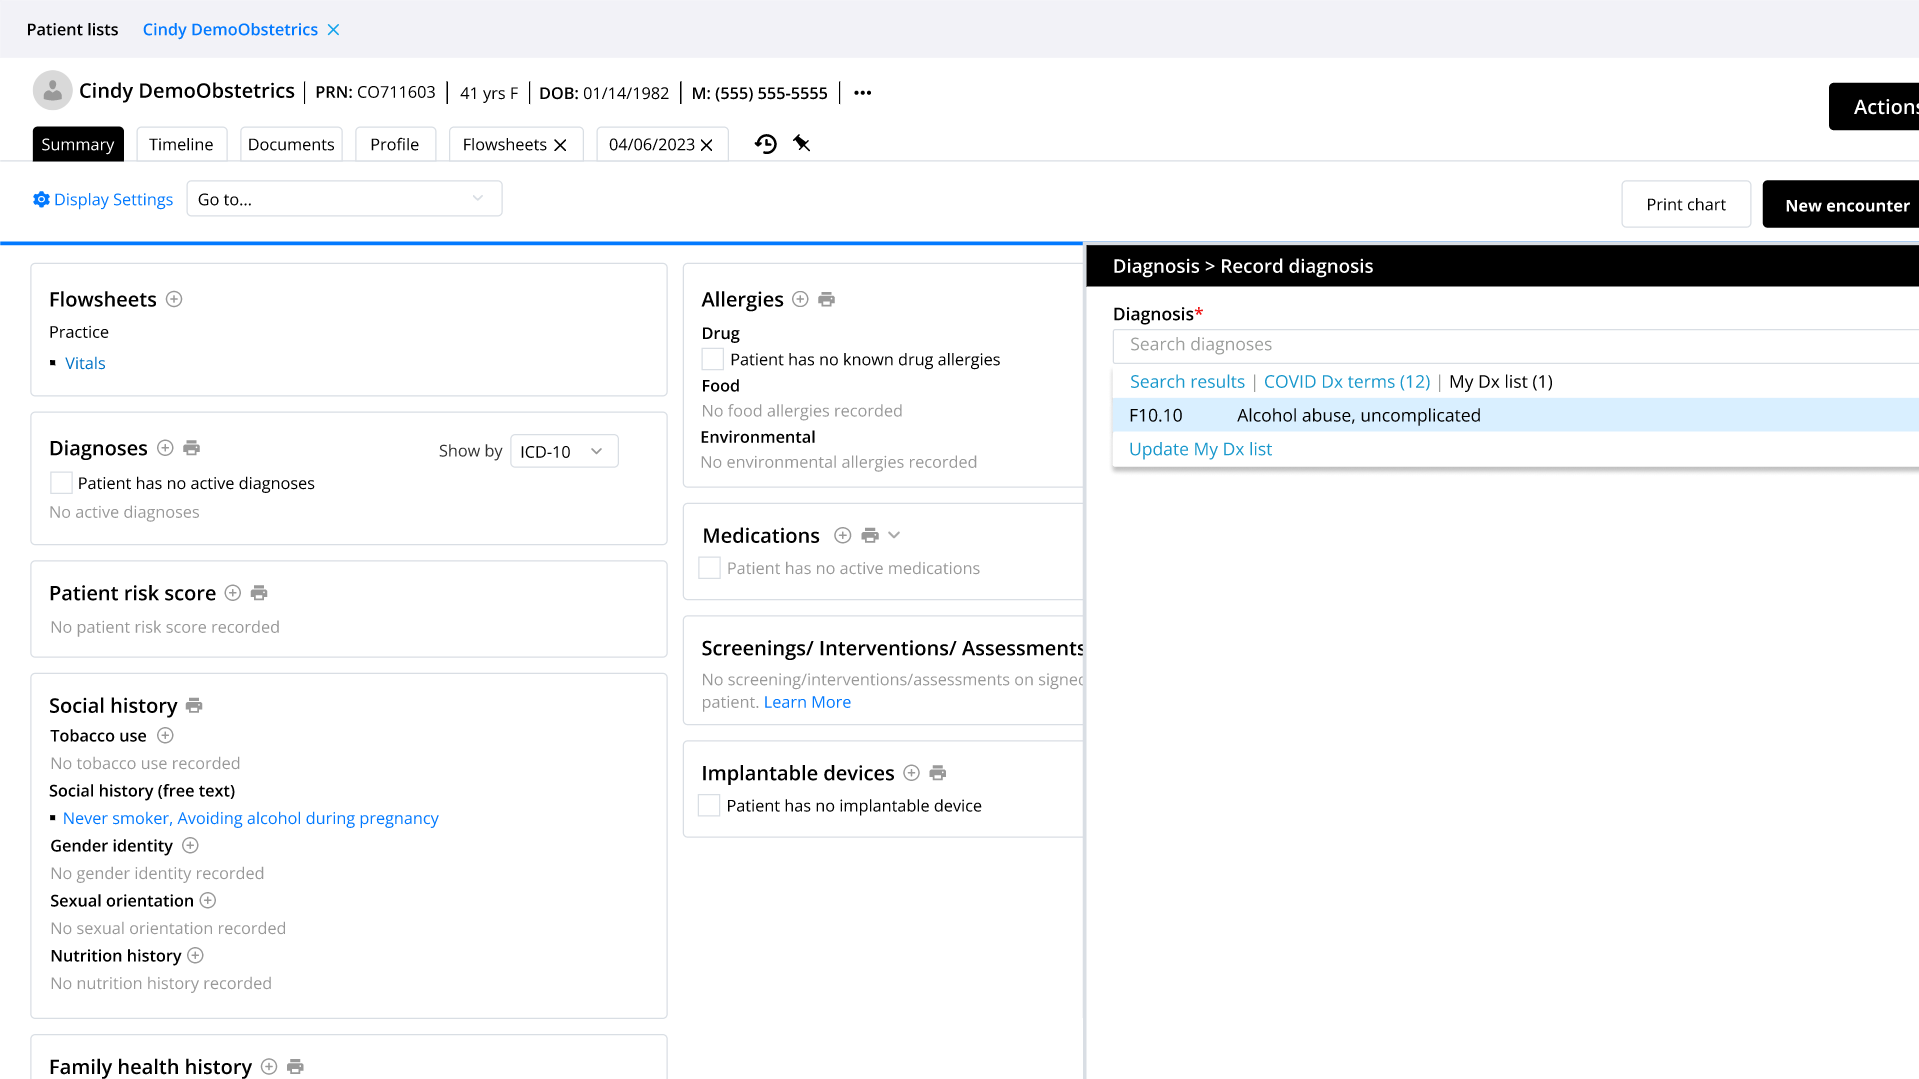 Patient lists Cindy DemoObstetrics
Cindy DemoObstetrics PRN: CO711603 41 yrs F DOB: 01/14/1982 M: (555) 555-5555
Actions
Summary Timeline Documents Profile Flowsheets 04/06/2023
Display Settings Go to... Print chart New encounter
Flowsheets
Practice
Vitals
Diagnoses Show by ICD-10
Patient has no active diagnoses
No active diagnoses
Patient risk score
No patient risk score recorded
Social history
Tobacco use
No tobacco use recorded
Social history (free text)
Never smoker, Avoiding alcohol during pregnancy
Gender identity
No gender identity recorded
Sexual orientation
No sexual orientation recorded
Nutrition history
No nutrition history recorded
Family health history
Allergies
Drug
Patient has no known drug allergies
Food
No food allergies recorded
Environmental
No environmental allergies recorded
Medications
Patient has no active medications
Screenings/ Interventions/ Assessments
No screening/interventions/assessments on signed
patient. Learn More
Implantable devices
Patient has no implantable device
Diagnosis > Record diagnosis
Diagnosis*
Search diagnoses
Search results | COVID Dx terms (12) | My Dx list (1)
F10.10 Alcohol abuse, uncomplicated
Update My Dx list